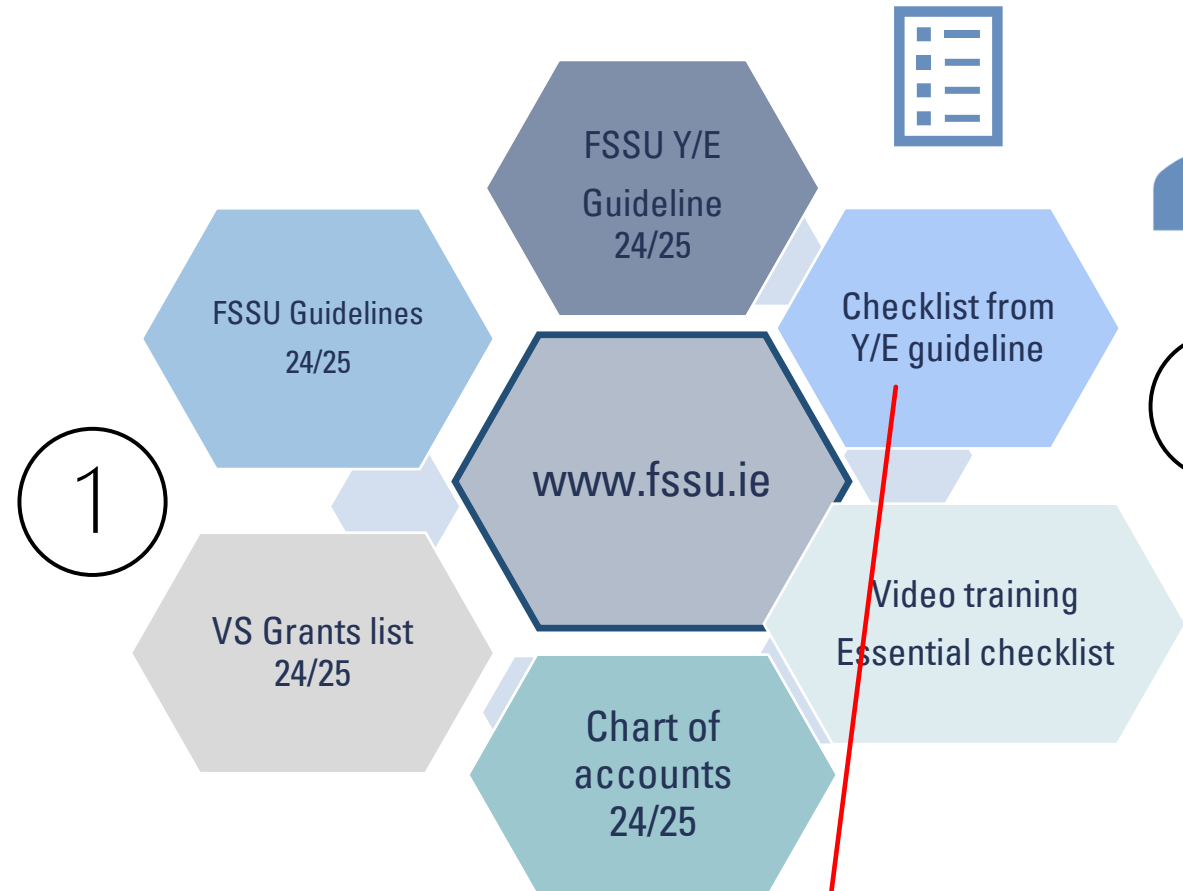 FSSU Y/E
Guideline
24/25
FSSU Guidelines
24/25
Checklist from
Y/E guideline
www.fssu.ie
1
VS Grants list
24/25
Video training
Essential checklist
Chart of
accounts
24/25